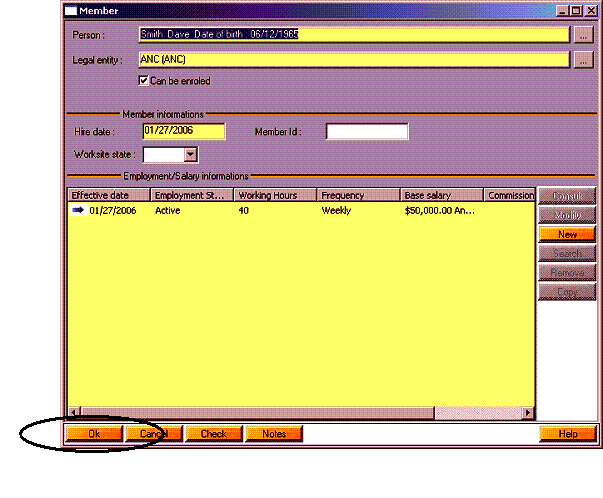 Member
Person : Smith Dave Date of birth : 06/12/1965 ...
Legal entity : ANC (ANC) ...
Can be enroled
Member informations
Hire date : 01/27/2006 Member Id :
Worksite state :
Employment/Salary informations
Effective date Employment St... Working Hours Frequency Base salary Commission
01/27/2006 Active 40 Weekly $50,000.00 An...
Consult
Modify
New
Search
Remove
Copy
Ok Cancel Check Notes Help